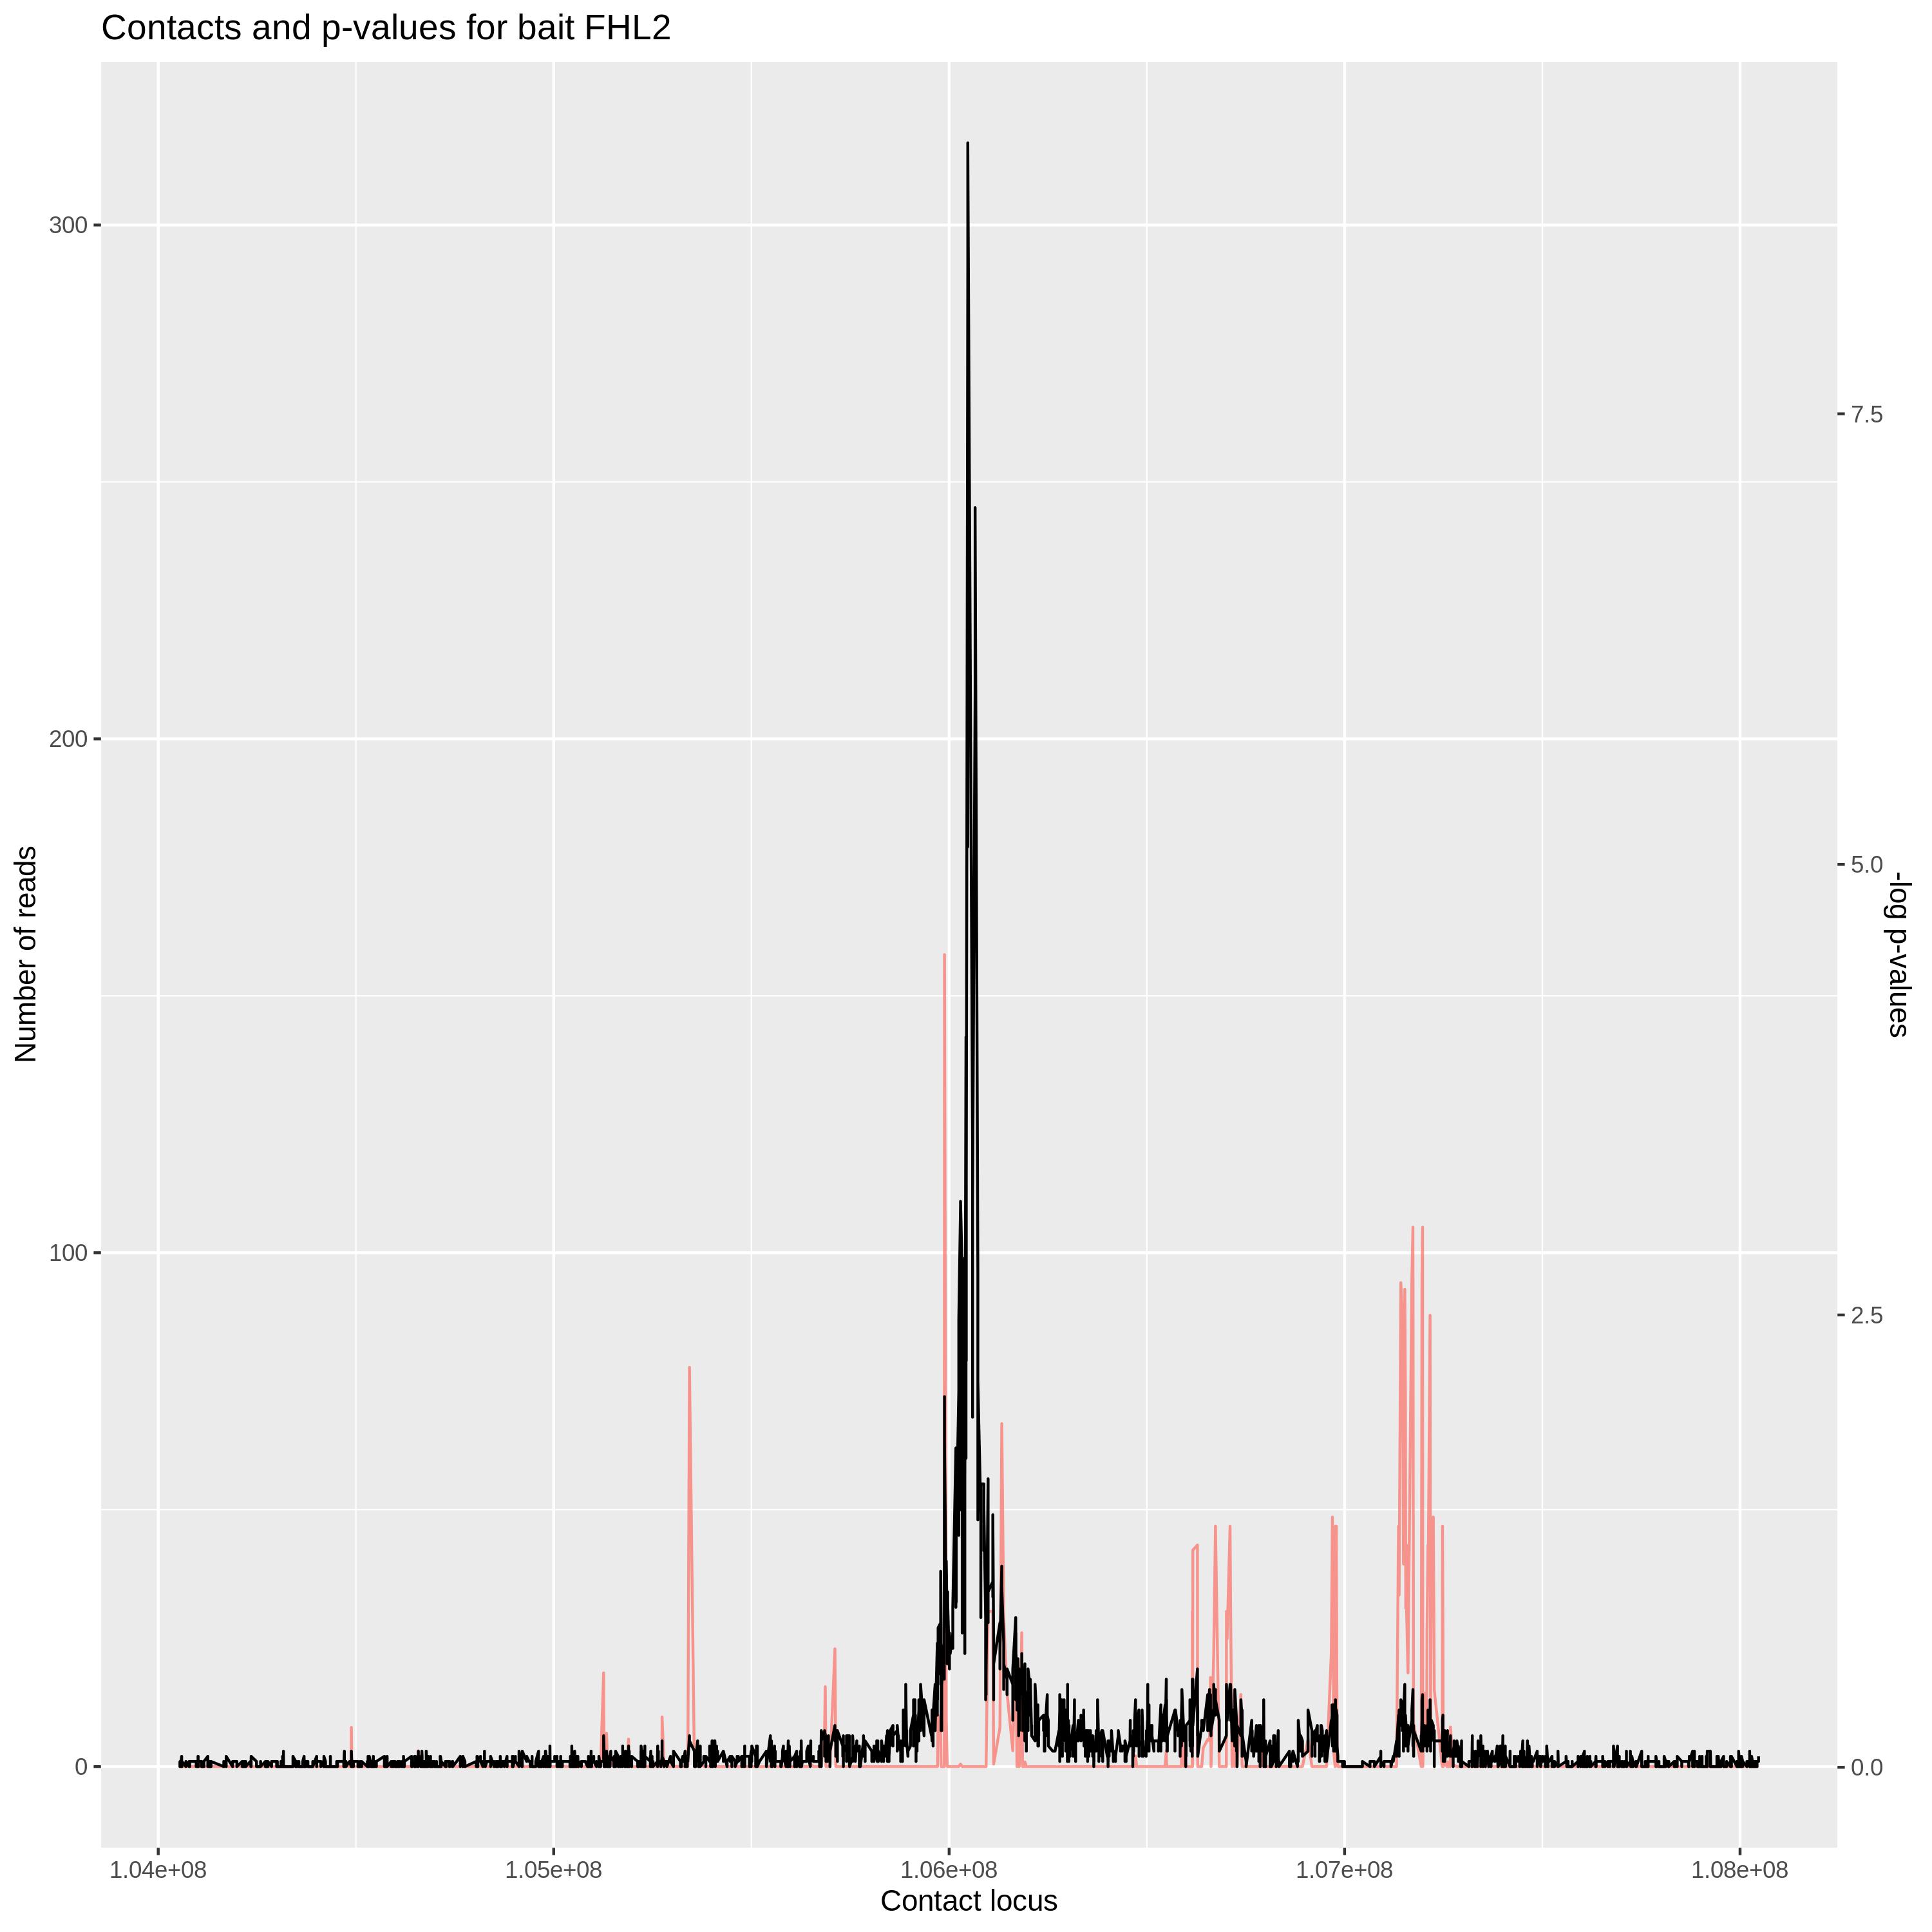 Contacts and p-values for bait FHL2
300
200
100
0
Number of reads
7.5
5.0
2.5
0.0
-log p-values
1.04e+08
1.05e+08
1.06e+08
1.07e+08
1.08e+08
Contact locus